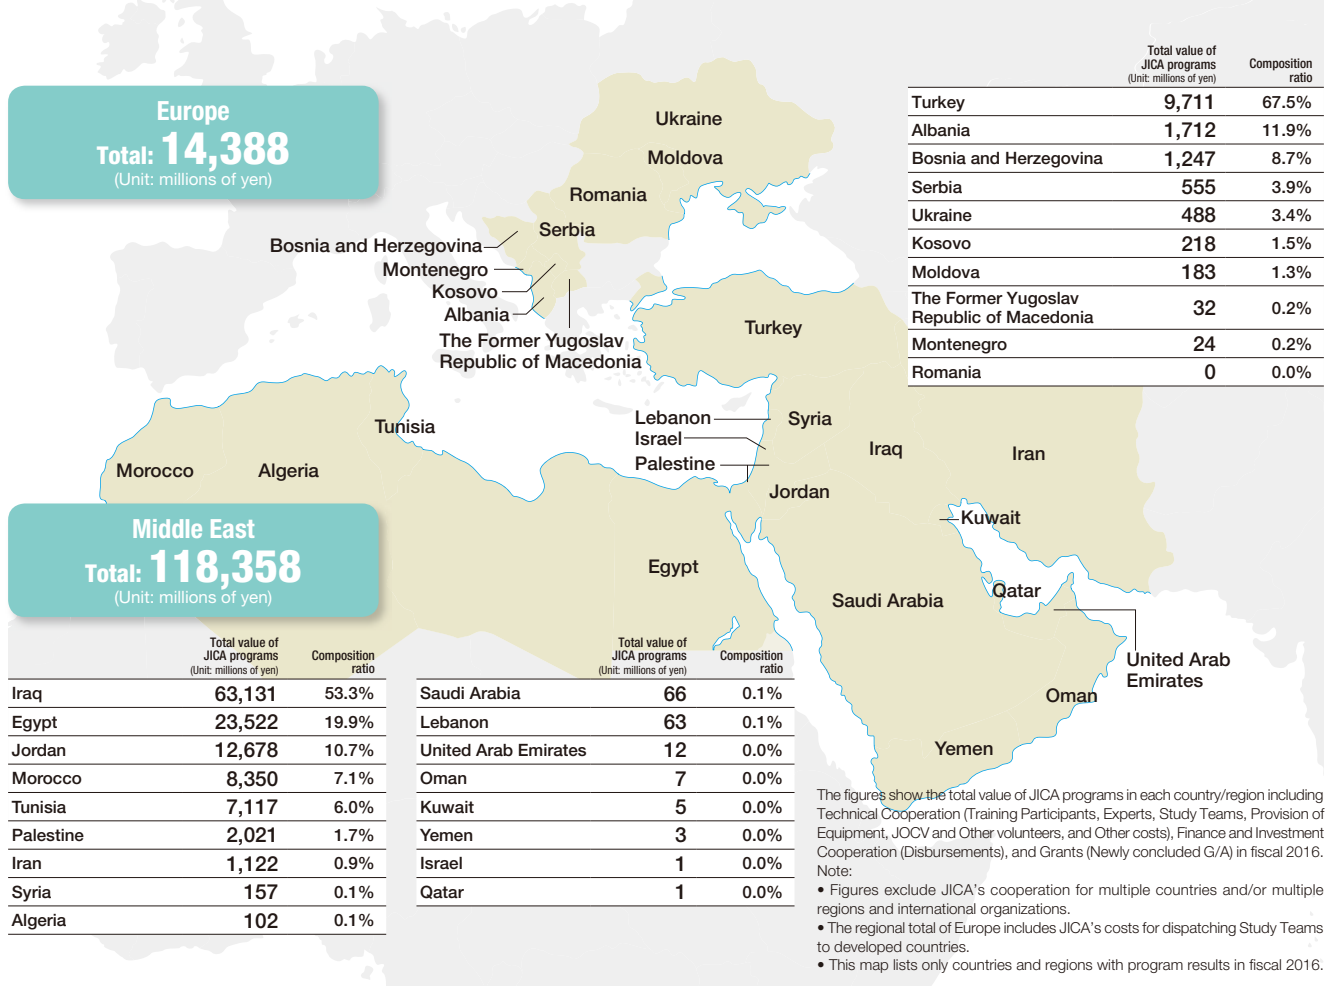 Europe
Total: 14,388
(Unit: millions of yen)
Total value of
JICA programs
(Unit: millions of yen)
Composition
ratio
Turkey 9,711 67.5%
Albania 1,712 11.9%
Bosnia and Herzegovina 1,247 8.7%
Serbia 555 3.9%
Ukraine 488 3.4%
Kosovo 218 1.5%
Moldova 183 1.3%
The Former Yugoslav
Republic of Macedonia 32 0.2%
Montenegro 24 0.2%
Romania 0 0.0%
Ukraine
Moldova
Romania
Serbia
Bosnia and Herzegovina
Montenegro
Kosovo
Albania
The Former Yugoslav
Republic of Macedonia
Turkey
Tunisia
Morocco
Algeria
Lebanon
Israel
Palestine
Syria
Iraq
Iran
Jordan
Kuwait
Egypt
Saudi Arabia
Qatar
United Arab
Emirates
Oman
Yemen
Middle East
Total: 118,358
(Unit: millions of yen)
Total value of
JICA programs
(Unit: millions of yen)
Composition
ratio
Iraq 63,131 53.3%
Egypt 23,522 19.9%
Jordan 12,678 10.7%
Morocco 8,350 7.1%
Tunisia 7,117 6.0%
Palestine 2,021 1.7%
Iran 1,122 0.9%
Syria 157 0.1%
Algeria 102 0.1%
Total value of
JICA programs
(Unit: millions of yen)
Composition
ratio
Saudi Arabia 66 0.1%
Lebanon 63 0.1%
United Arab Emirates 12 0.0%
Oman 7 0.0%
Kuwait 5 0.0%
Yemen 3 0.0%
Israel 1 0.0%
Qatar 1 0.0%
The figures show the total value of JICA programs in each country/region including
Technical Cooperation (Training Participants, Experts, Study Teams, Provision of
Equipment, JOCV and Other volunteers, and Other costs), Finance and Investment
Cooperation (Disbursements), and Grants (Newly concluded G/A) in fiscal 2016.
Note:
• Figures exclude JICA's cooperation for multiple countries and/or multiple
regions and international organizations.
• The regional total of Europe includes JICA's costs for dispatching Study Teams
to developed countries.
• This map lists only countries and regions with program results in fiscal 2016.